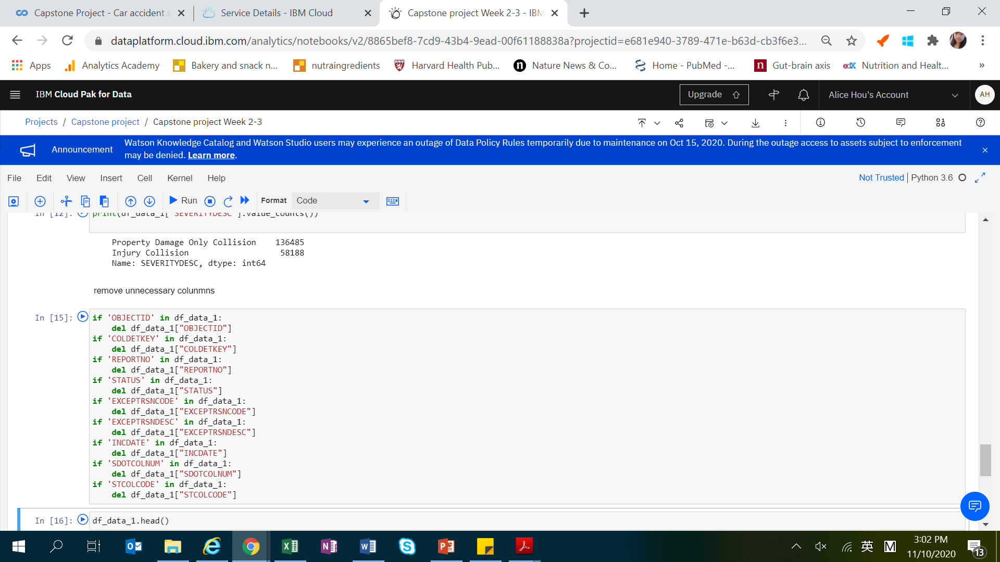 Capstone Project - Car accident s
Service Details - IBM Cloud
Capstone project Week 2-3 - IBM
dataplatform.cloud.ibm.com/analytics/notebooks/v2/8865bef8-7cd9-43b4-9ead-00f61188838a?projectid=e681e940-3789-471e-b63d-cb3f6e3...
Apps
Analytics Academy
Bakery and snack n...
nutraingredients
Harvard Health Pub...
n
Nature News & Co...
Home - PubMed -...
n
Gut-brain axis
edX
Nutrition and Healt...
»
IBM Cloud Pak for Data
Upgrade
Alice Hou's Account
AH
Projects / Capstone project / Capstone project Week 2-3
Announcement
Watson Knowledge Catalog and Watson Studio users may experience an outage of Data Policy Rules temporarily due to maintenance on Oct 15, 2020. During the outage access to assets subject to enforcement
may be denied. Learn more.
File Edit View Insert Cell Kernel Help
Not Trusted | Python 3.6
Run
Format
Code
In [12]: print(df_data_1["SEVERITYDESC"].value_counts())
Property Damage Only Collision    136485
Injury Collision                   58188
Name: SEVERITYDESC, dtype: int64
remove unnecessary colunmns
In [15]: if 'OBJECTID' in df_data_1:
    del df_data_1["OBJECTID"]
if 'COLDETKEY' in df_data_1:
    del df_data_1["COLDETKEY"]
if 'REPORTNO' in df_data_1:
    del df_data_1["REPORTNO"]
if 'STATUS' in df_data_1:
    del df_data_1["STATUS"]
if 'EXCEPTRSNCODE' in df_data_1:
    del df_data_1["EXCEPTRSNCODE"]
if 'EXCEPTRSNDESC' in df_data_1:
    del df_data_1["EXCEPTRSNDESC"]
if 'INCDATE' in df_data_1:
    del df_data_1["INCDATE"]
if 'SDOTCOLNUM' in df_data_1:
    del df_data_1["SDOTCOLNUM"]
if 'STCOLCODE' in df_data_1:
    del df_data_1["STCOLCODE"]
In [16]: df_data_1.head()
英
M
3:02 PM
11/10/2020
13